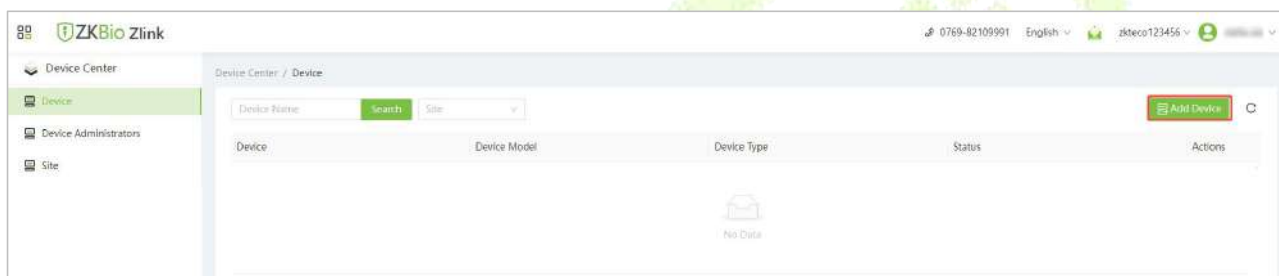 ZKBio Zlink
0769-82109991 English zkteco123456
Device Center
Device Center / Device
Device
Device Name Search Site Add Device
Device Administrators
Device Device Model Device Type Status Actions
Site
No Data